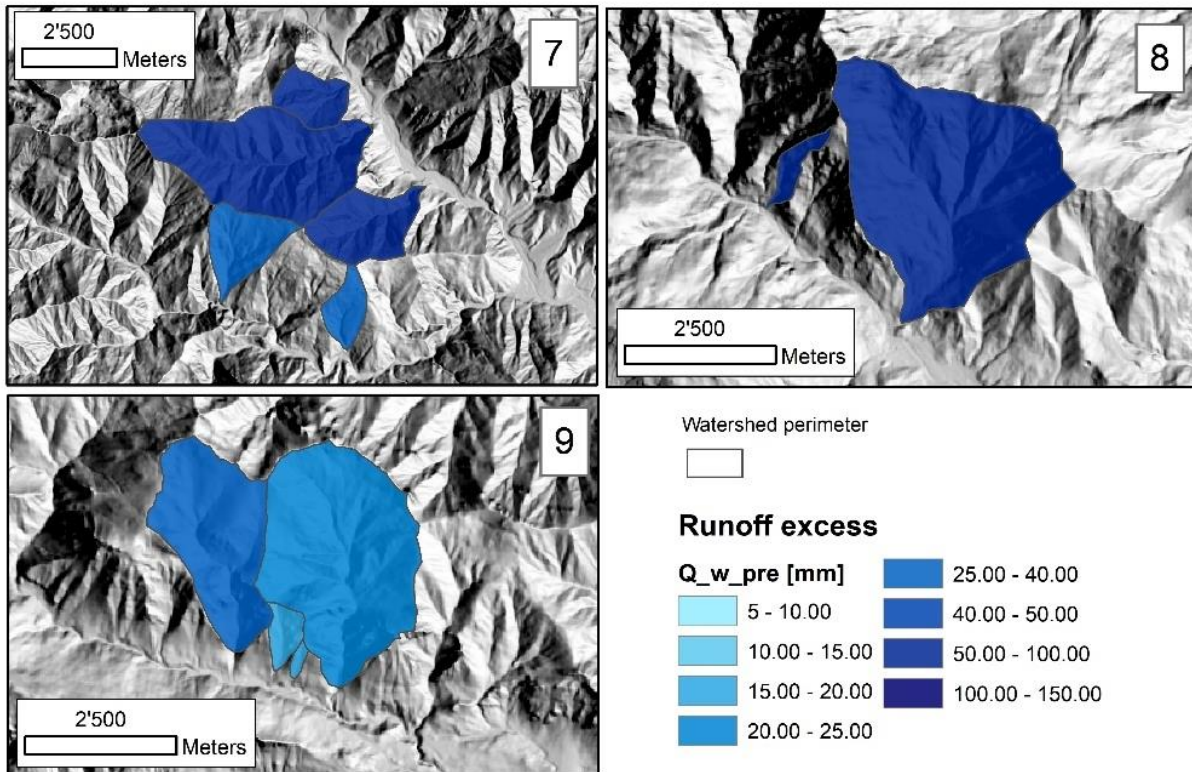 2'500
Meters
7
8
2'500
Meters
9
2'500
Meters
Watershed perimeter
Runoff excess
Q_w_pre [mm]
5 - 10.00
10.00 - 15.00
15.00 - 20.00
20.00 - 25.00
25.00 - 40.00
40.00 - 50.00
50.00 - 100.00
100.00 - 150.00